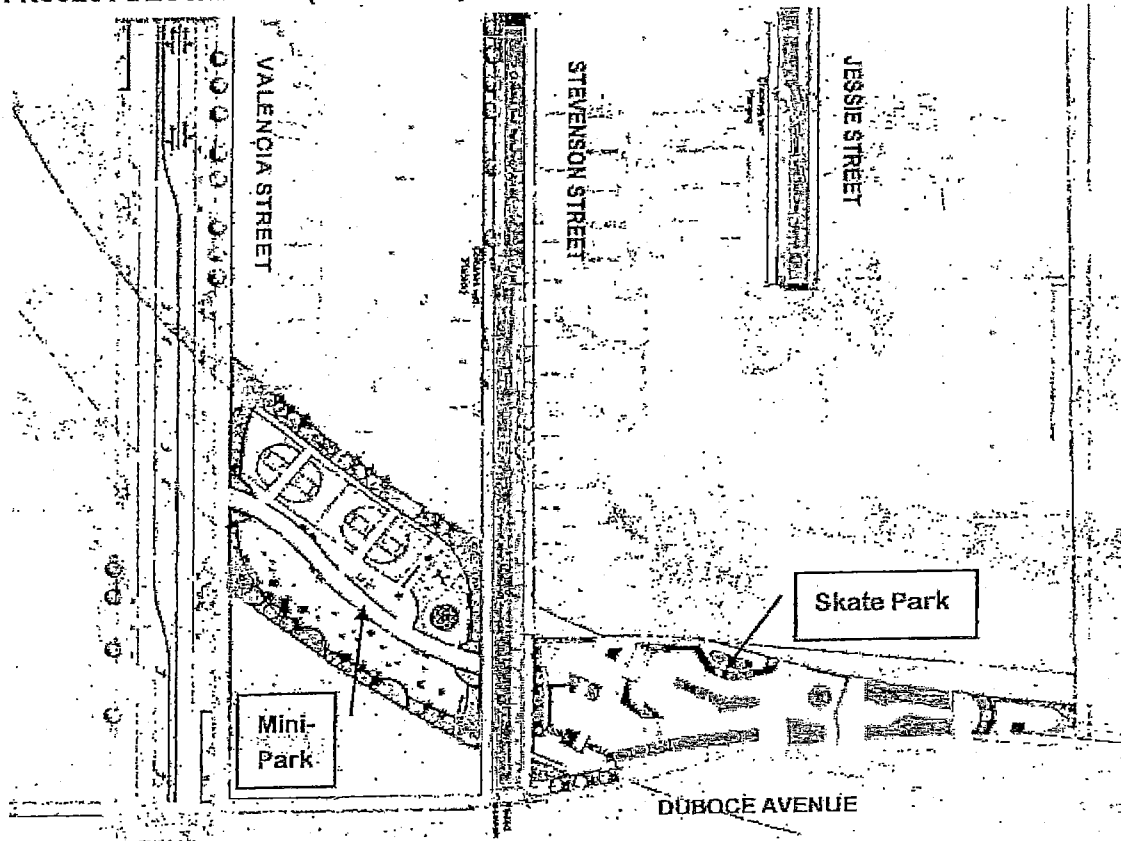 VALENCIA STREET
STEVENSON STREET
JESSIE STREET
Skate Park
Mini-
Park
DUBOCE AVENUE